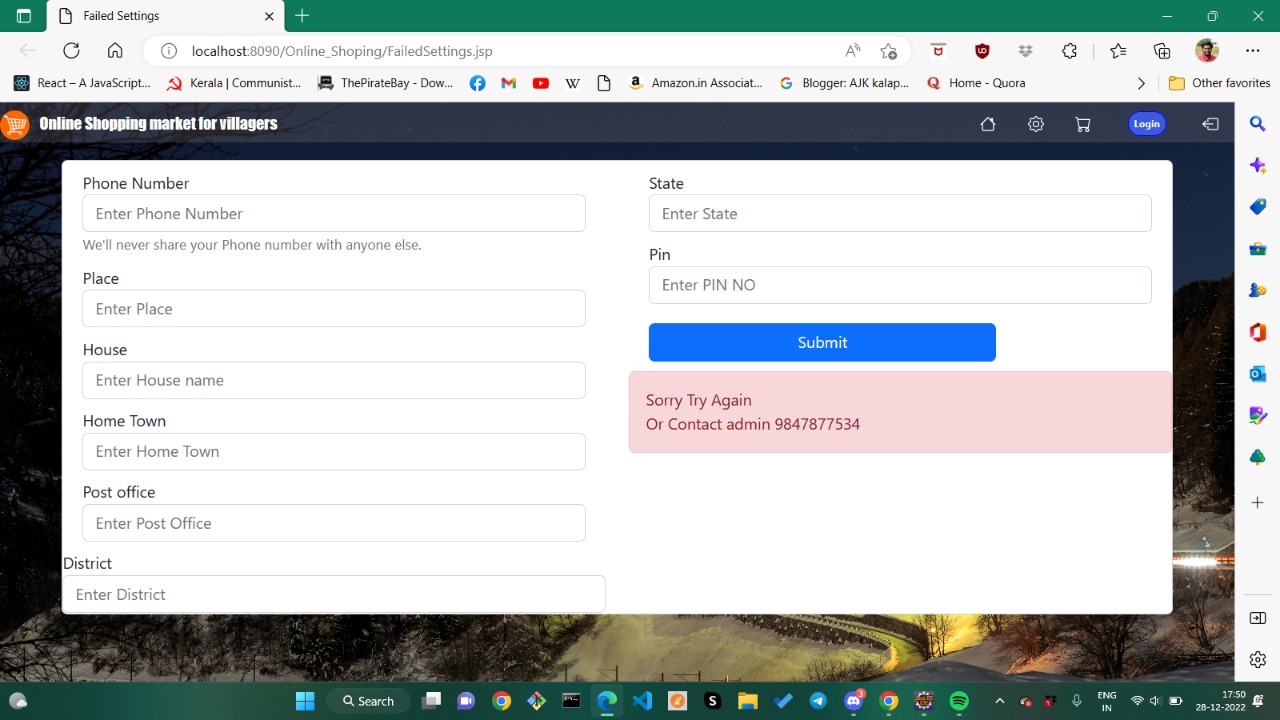 Failed Settings
localhost:8090/Online_Shoping/FailedSettings.jsp
React – A JavaScript...
Kerala | Communist...
ThePirateBay - Dow...
Amazon.in Associat...
Blogger: AJK kalap...
Home - Quora
Other favorites
Online Shopping market for villagers
Login
Phone Number
Enter Phone Number
We'll never share your Phone number with anyone else.
Place
Enter Place
House
Enter House name
Home Town
Enter Home Town
Post office
Enter Post Office
District
Enter District
State
Enter State
Pin
Enter PIN NO
Submit
Sorry Try Again
Or Contact admin 9847877534
Search
3
ENG
IN
17:50
28-12-2022